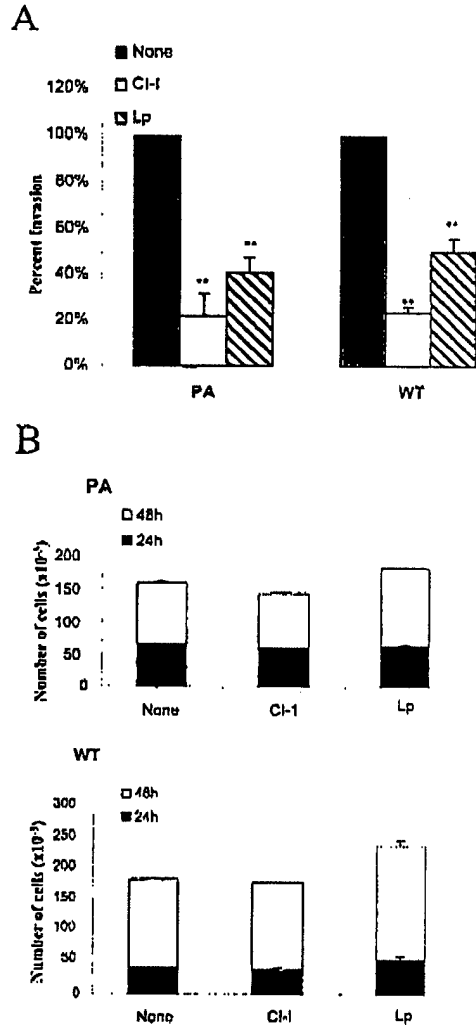 A
None
Cl-1
Lp
120%
100%
80%
60%
40%
20%
0%
Percent Invasion
**
**
**
**
PA
WT
B
PA
48h
24h
200
150
100
50
0
Number of cells (x10⁻³)
None
Cl-1
Lp
WT
48h
24h
300
250
200
150
100
50
0
Number of cells (x10⁻³)
None
Cl-1
Lp